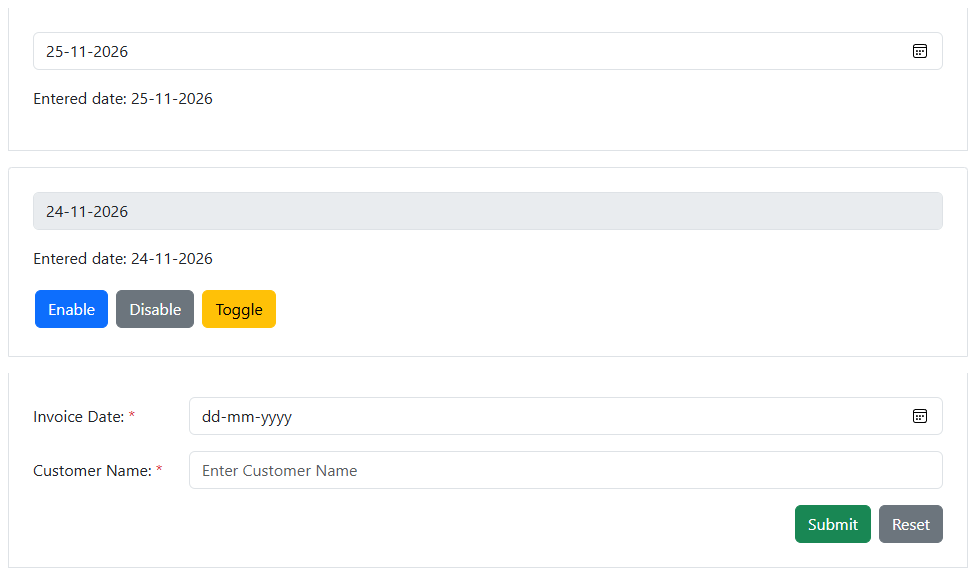 25-11-2026
Entered date: 25-11-2026
24-11-2026
Entered date: 24-11-2026
Enable Disable Toggle
Invoice Date: * dd-mm-yyyy
Customer Name: * Enter Customer Name
Submit Reset